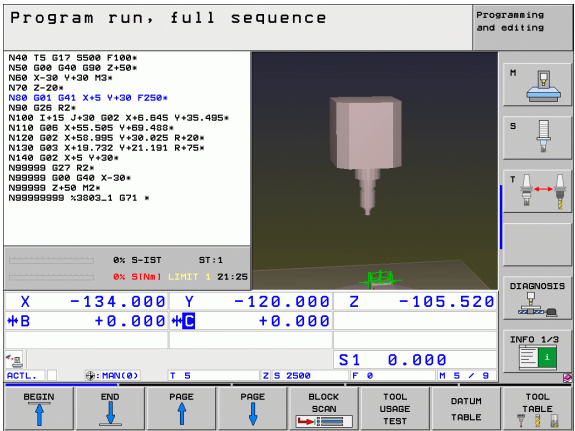 Program run, full sequence
Programming
and editing
N40 T5 G17 S500 F100*
N50 G00 G40 G90 Z+50*
N60 X-30 Y+30 M3*
N70 Z-20*
N80 G01 G41 X+5 Y+30 F250*
N90 G26 R2*
N100 I+15 J+30 G02 X+6.645 Y+35.495*
N110 G06 X+55.505 Y+69.488*
N120 G02 X+58.995 Y+30.025 R+20*
N130 G03 X+19.732 Y+21.191 R+75*
N140 G02 X+5 Y+30*
N99999 G27 R2*
N99999 G00 G40 X-30*
N99999 Z+50 M2*
N99999999 %3803_1 G71 *
M
S
T
0% S-IST ST:1
0% S[Nm] LIMIT 1 21:25
DIAGNOSIS
INFO 1/3
X -134.000 Y -120.000 Z -105.520
B +0.000 C +0.000
S1 0.000
ACTL. : MAN(0) T 5 Z S 2500 F 0 M 5 / 9
BEGIN
END
PAGE
PAGE
BLOCK
SCAN
TOOL
USAGE
TEST
DATUM
TABLE
TOOL
TABLE